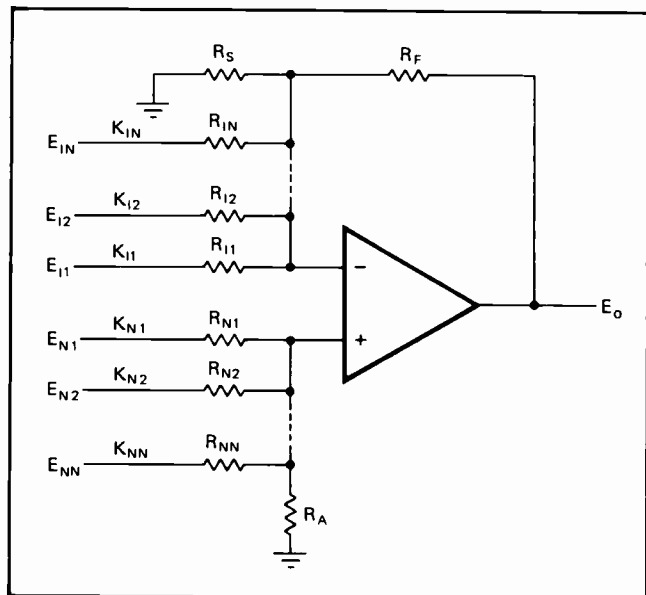 R_S R_F
E_IN K_IN R_IN
E_I2 K_I2 R_I2
E_I1 K_I1 R_I1
−
E_o
E_N1 K_N1 R_N1 +
E_N2 K_N2 R_N2
E_NN K_NN R_NN
R_A